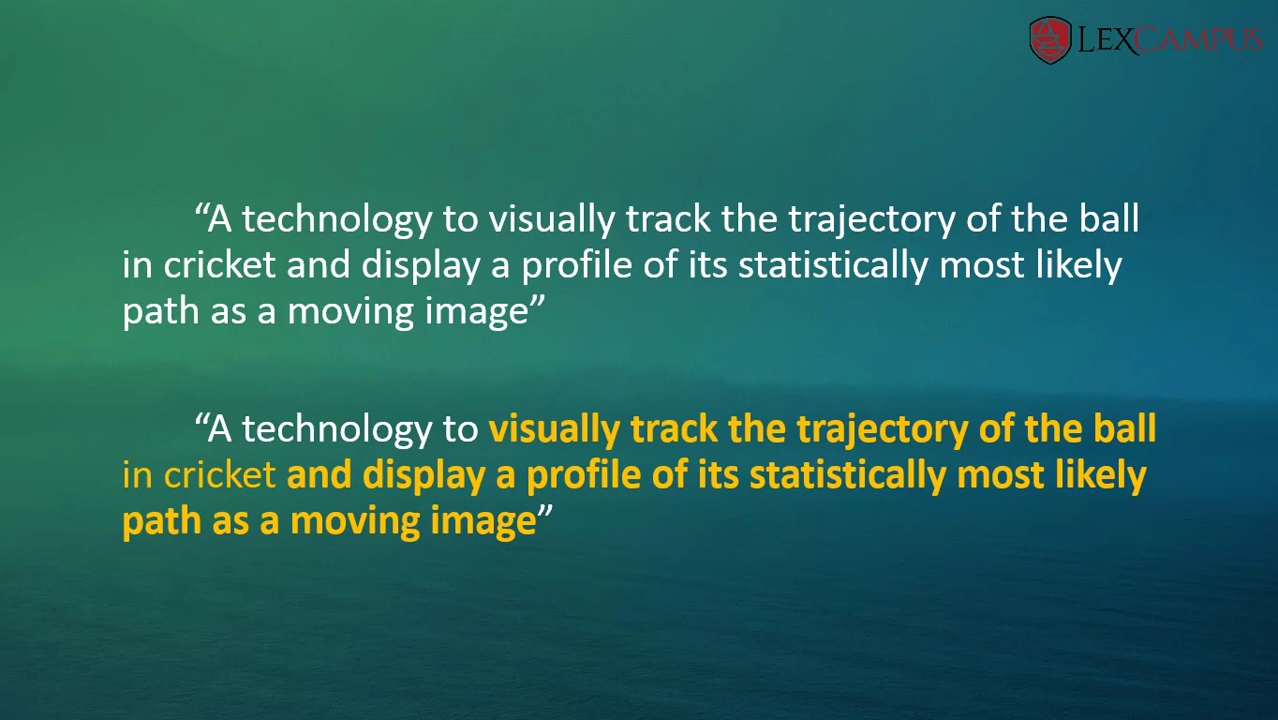 LEXCAMPUS
“A technology to visually track the trajectory of the ball
in cricket and display a profile of its statistically most likely
path as a moving image”
“A technology to visually track the trajectory of the ball
in cricket and display a profile of its statistically most likely
path as a moving image”